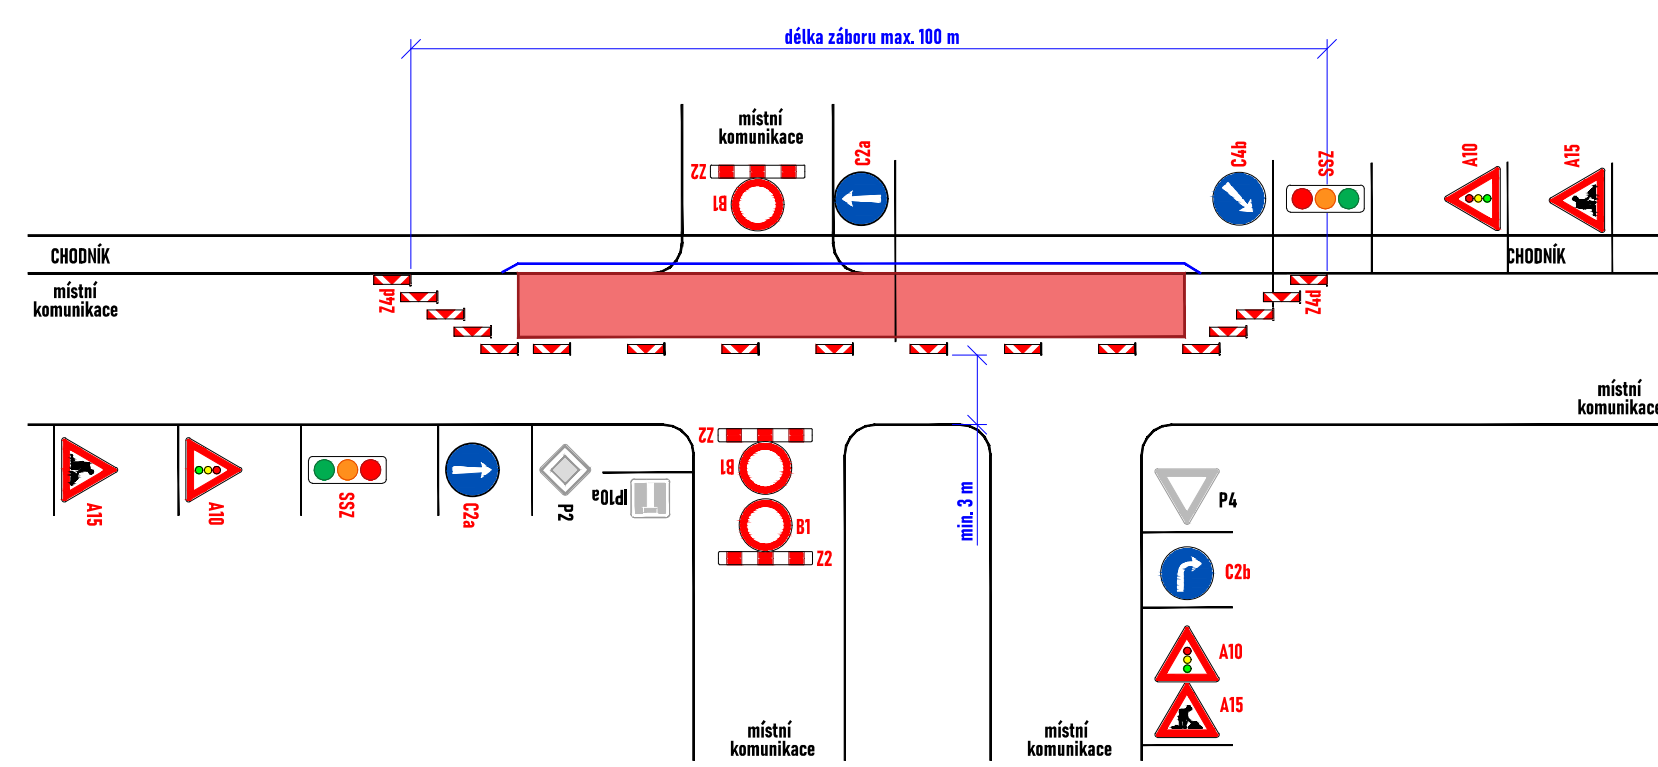 délka záboru max. 100 m
místní
komunikace
Z2
B1
C2a
C4b
SSZ
A10
A15
CHODNÍK
CHODNÍK
místní
komunikace
Z4d
Z4d
místní
komunikace
A15
A10
SSZ
C2a
P2
IP10a
Z2
B1
B1
Z2
min. 3 m
P4
C2b
A10
A15
místní
komunikace
místní
komunikace